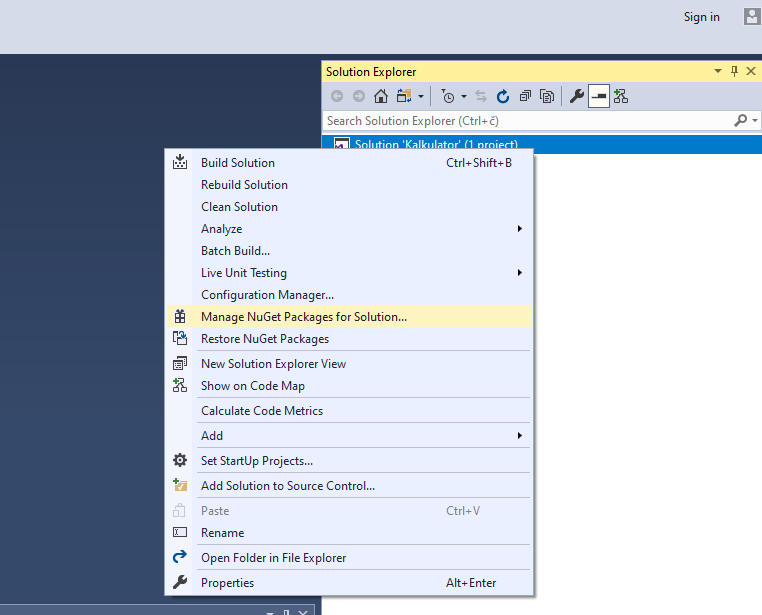 Sign in
Solution Explorer
Search Solution Explorer (Ctrl+č)
Solution 'Kalkulator' (1 project)
Build Solution Ctrl+Shift+B
Rebuild Solution
Clean Solution
Analyze
Batch Build...
Live Unit Testing
Configuration Manager...
Manage NuGet Packages for Solution...
Restore NuGet Packages
New Solution Explorer View
Show on Code Map
Calculate Code Metrics
Add
Set StartUp Projects...
Add Solution to Source Control...
Paste Ctrl+V
Rename
Open Folder in File Explorer
Properties Alt+Enter